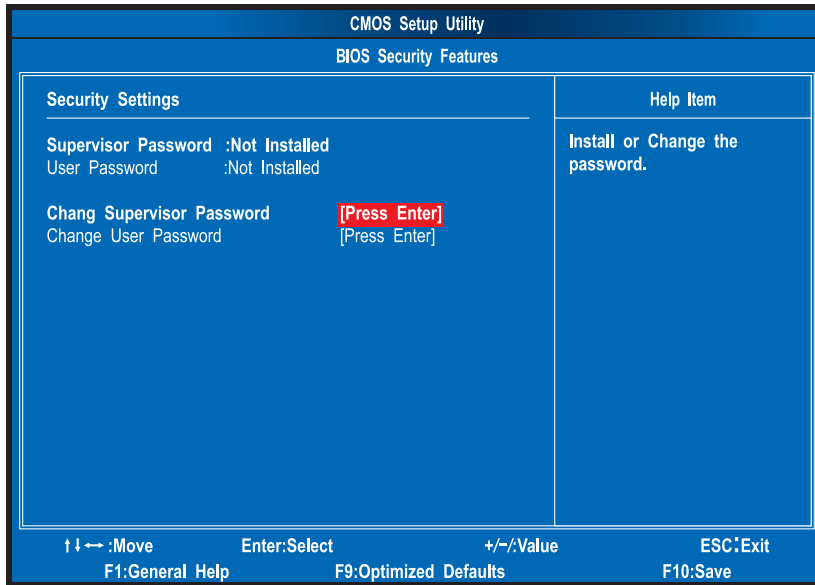 CMOS Setup Utility
BIOS Security Features
Security Settings
Help Item
Supervisor Password :Not Installed
User Password :Not Installed
Install or Change the
password.
Chang Supervisor Password [Press Enter]
Change User Password [Press Enter]
↑↓↔:Move Enter:Select +/-/:Value ESC:Exit
F1:General Help F9:Optimized Defaults F10:Save